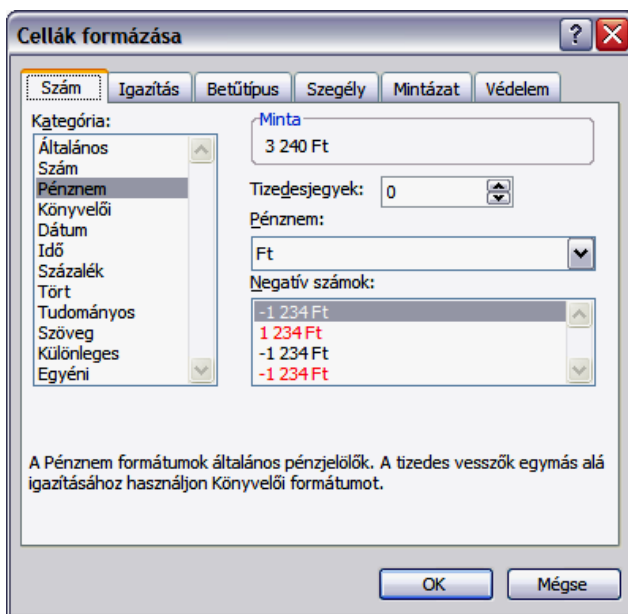 Cellák formázása
Szám Igazítás Betűtípus Szegély Mintázat Védelem
Kategória:
Általános
Szám
Pénznem
Könyvelői
Dátum
Idő
Százalék
Tört
Tudományos
Szöveg
Különleges
Egyéni
Minta
3 240 Ft
Tizedesjegyek: 0
Pénznem:
Ft
Negatív számok:
-1 234 Ft
1 234 Ft
-1 234 Ft
-1 234 Ft
A Pénznem formátumok általános pénzjelölők. A tizedes vesszők egymás alá
igazításához használjon Könyvelői formátumot.
OK Mégse